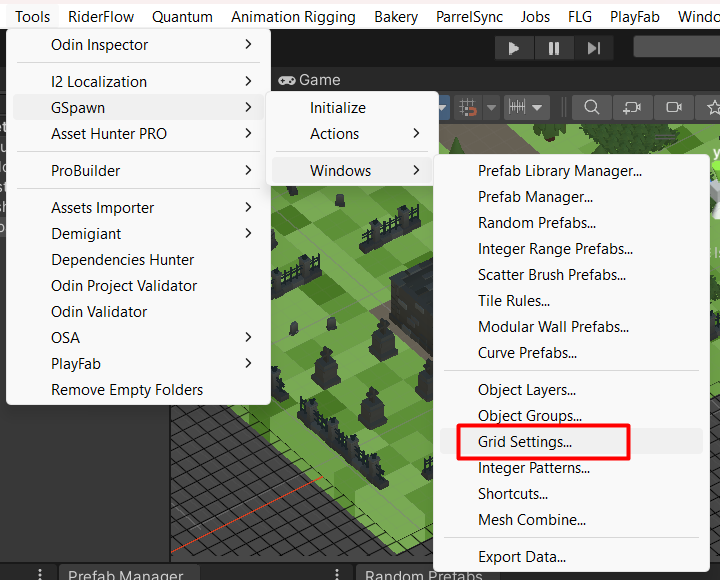 Tools RiderFlow Quantum Animation Rigging Bakery ParrelSync Jobs FLG PlayFab
Odin Inspector
I2 Localization
GSpawn
Asset Hunter PRO
ProBuilder
Assets Importer
Demigiant
Dependencies Hunter
Odin Project Validator
Odin Validator
OSA
PlayFab
Remove Empty Folders
Game
Initialize
Actions
Windows
Prefab Library Manager...
Prefab Manager...
Random Prefabs...
Integer Range Prefabs...
Scatter Brush Prefabs...
Tile Rules...
Modular Wall Prefabs...
Curve Prefabs...
Object Layers...
Object Groups...
Grid Settings...
Integer Patterns...
Shortcuts...
Mesh Combine...
Export Data...
Prefab Manager
Random Prefabs